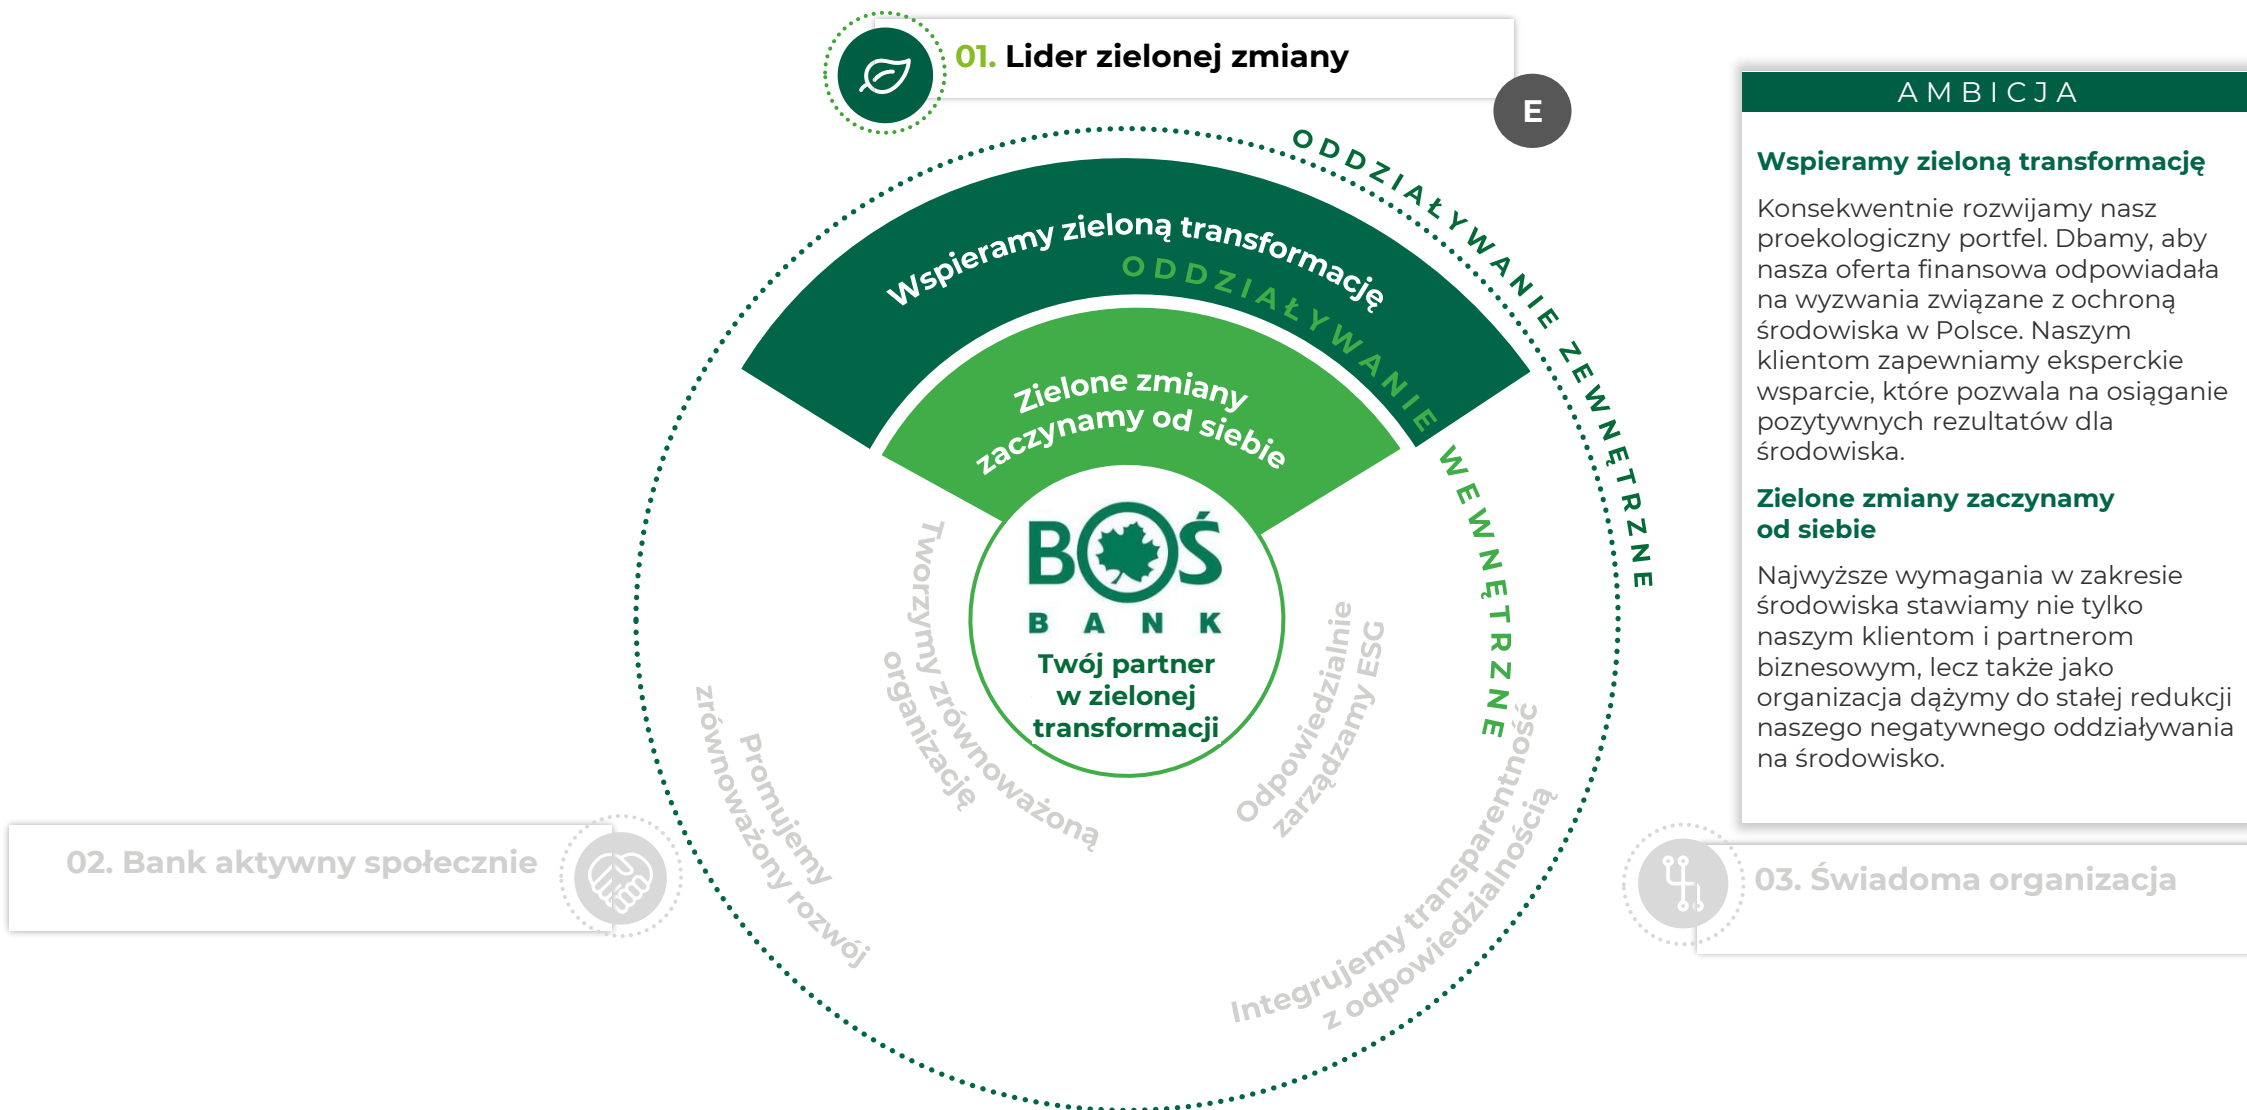 01. Lider zielonej zmiany
E
ODDZIAŁYWANIE ZEWNĘTRZNE
Wspieramy zieloną transformację
ODDZIAŁYWANIE WEWNĘTRZNE
Zielone zmiany
zaczynamy od siebie
BOŚ
BANK
Twój partner
w zielonej
transformacji
Tworzymy zrównoważoną
organizację
Odpowiedzialnie
zarządzamy ESG
Promujemy
zrównoważony rozwój
Integrujemy transparentność
z odpowiedzialnością
02. Bank aktywny społecznie
03. Świadoma organizacja
AMBICJA
Wspieramy zieloną transformację
Konsekwentnie rozwijamy nasz
proekologiczny portfel. Dbamy, aby
nasza oferta finansowa odpowiadała
na wyzwania związane z ochroną
środowiska w Polsce. Naszym
klientom zapewniamy eksperckie
wsparcie, które pozwala na osiąganie
pozytywnych rezultatów dla
środowiska.
Zielone zmiany zaczynamy
od siebie
Najwyższe wymagania w zakresie
środowiska stawiamy nie tylko
naszym klientom i partnerom
biznesowym, lecz także jako
organizacja dążymy do stałej redukcji
naszego negatywnego oddziaływania
na środowisko.